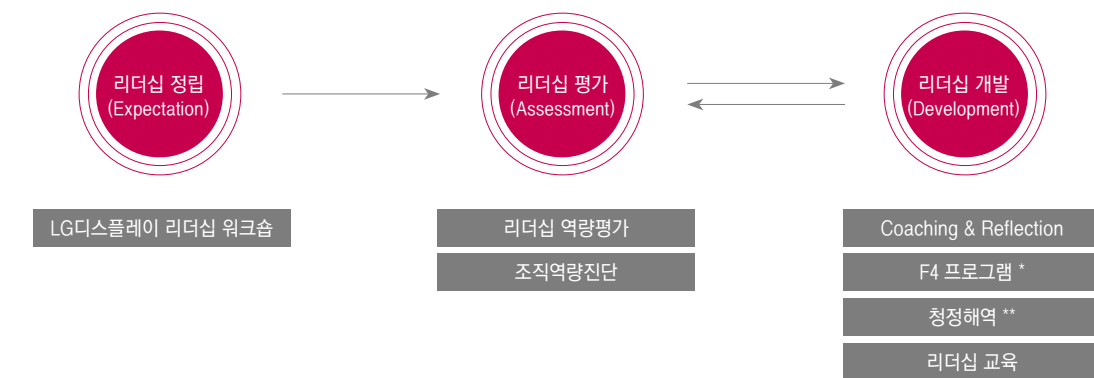 리더십 정립
(Expectation)
리더십 평가
(Assessment)
리더십 개발
(Development)
LG디스플레이 리더십 워크숍
리더십 역량평가
조직역량진단
Coaching & Reflection
F4 프로그램 *
청정해역 **
리더십 교육